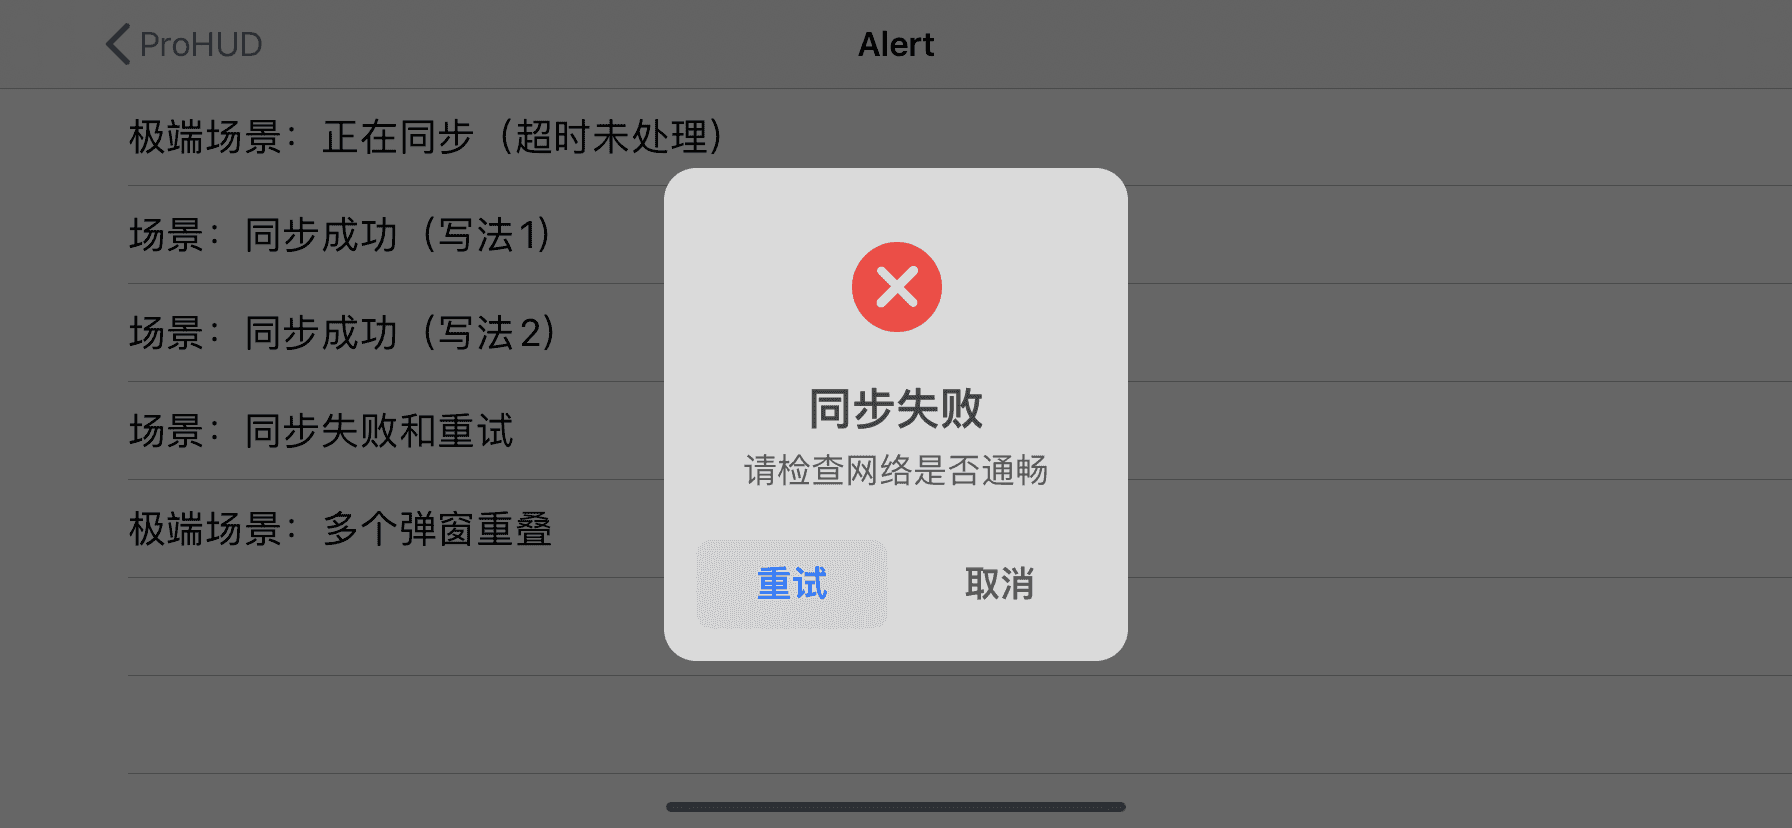 ProHUD
Alert
极端场景：正在同步（超时未处理）
场景：同步成功（写法1）
场景：同步成功（写法2）
场景：同步失败和重试
极端场景：多个弹窗重叠
同步失败
请检查网络是否通畅
重试
取消